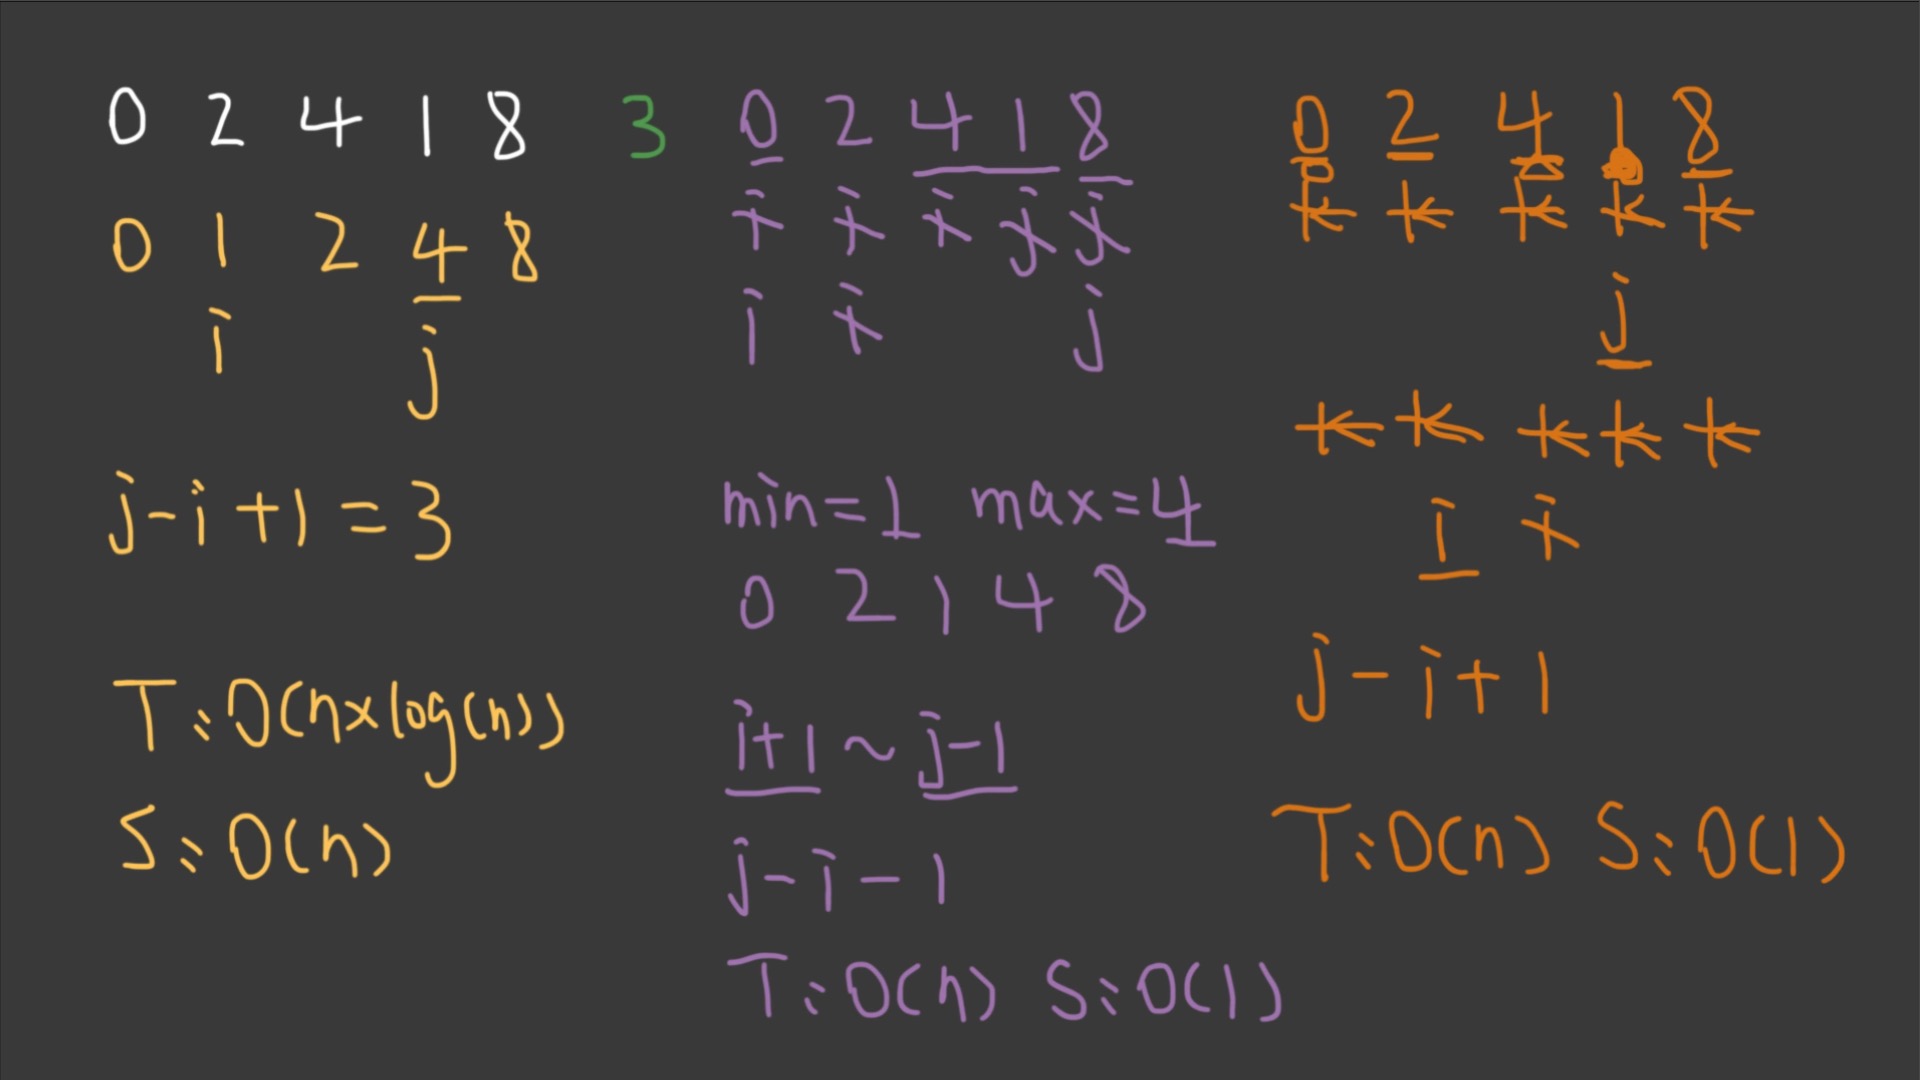 0 2 4 1 8 3
0 1 2 4 8
i
j
j-i+1=3
T:O(n×log(n))
S:O(n)
0 2 4 1 8
i i i j j
i i j
min=1 max=4
0 2 1 4 8
i+1~j-1
j-i-1
T:O(n) S:O(1)
0 2 4 1 8
k k k k k
j
k k k k k
i i
j-i+1
T:O(n) S:O(1)